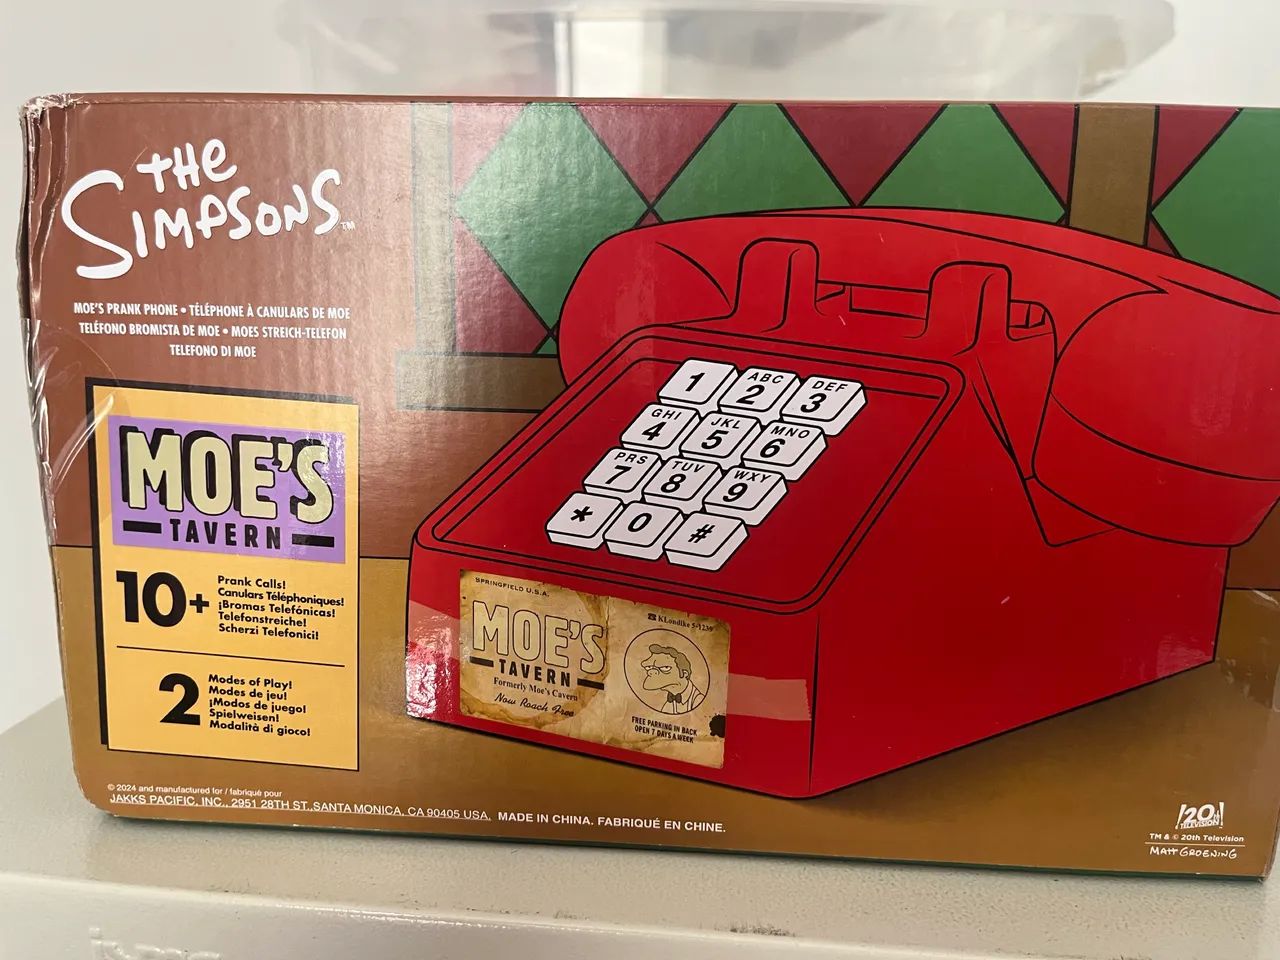 THE
SIMPSONS™
MOE'S PRANK PHONE • TÉLÉPHONE À CANULARS DE MOE
TELÉFONO BROMISTA DE MOE • MOES STREICH-TELEFON
TELEFONO DI MOE
MOE'S
TAVERN
10+
Prank Calls!
Canulars Téléphoniques!
¡Bromas Telefónicas!
Telefonstreiche!
Scherzi Telefonici!
2
Modes of Play!
Modes de jeu!
¡Modos de juego!
Spielweisen!
Modalità di gioco!
1 ABC 2 DEF 3
GHI 4 JKL 5 MNO 6
PRS 7 TUV 8 WXY 9
* 0 #
SPRINGFIELD U.S.A.
MOE'S
TAVERN
Formerly Moe's Cavern
Now Roach Free
☎ KLondike 5-1239
FREE PARKING IN BACK
OPEN 7 DAYS A WEEK
© 2024 and manufactured for / fabriqué pour
JAKKS PACIFIC, INC., 2951 28TH ST., SANTA MONICA, CA 90405 USA. MADE IN CHINA. FABRIQUÉ EN CHINE.
20th
TELEVISION
TM & © 20th Television
MATT GROENING